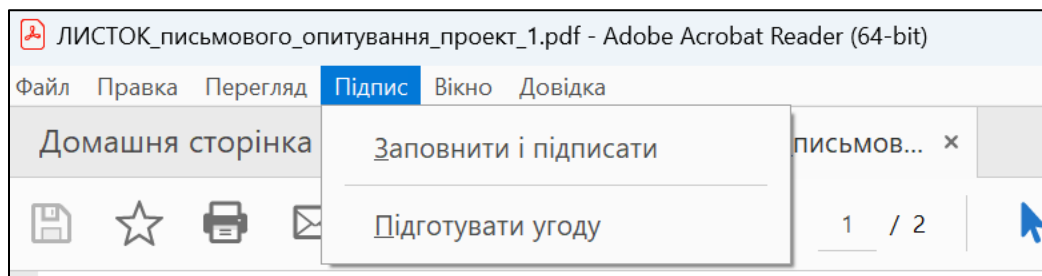 ЛИСТОК_письмового_опитування_проект_1.pdf - Adobe Acrobat Reader (64-bit)
Файл Правка Перегляд Підпис Вікно Довідка
Домашня сторінка письмов... ×
Заповнити і підписати
Підготувати угоду
1 / 2